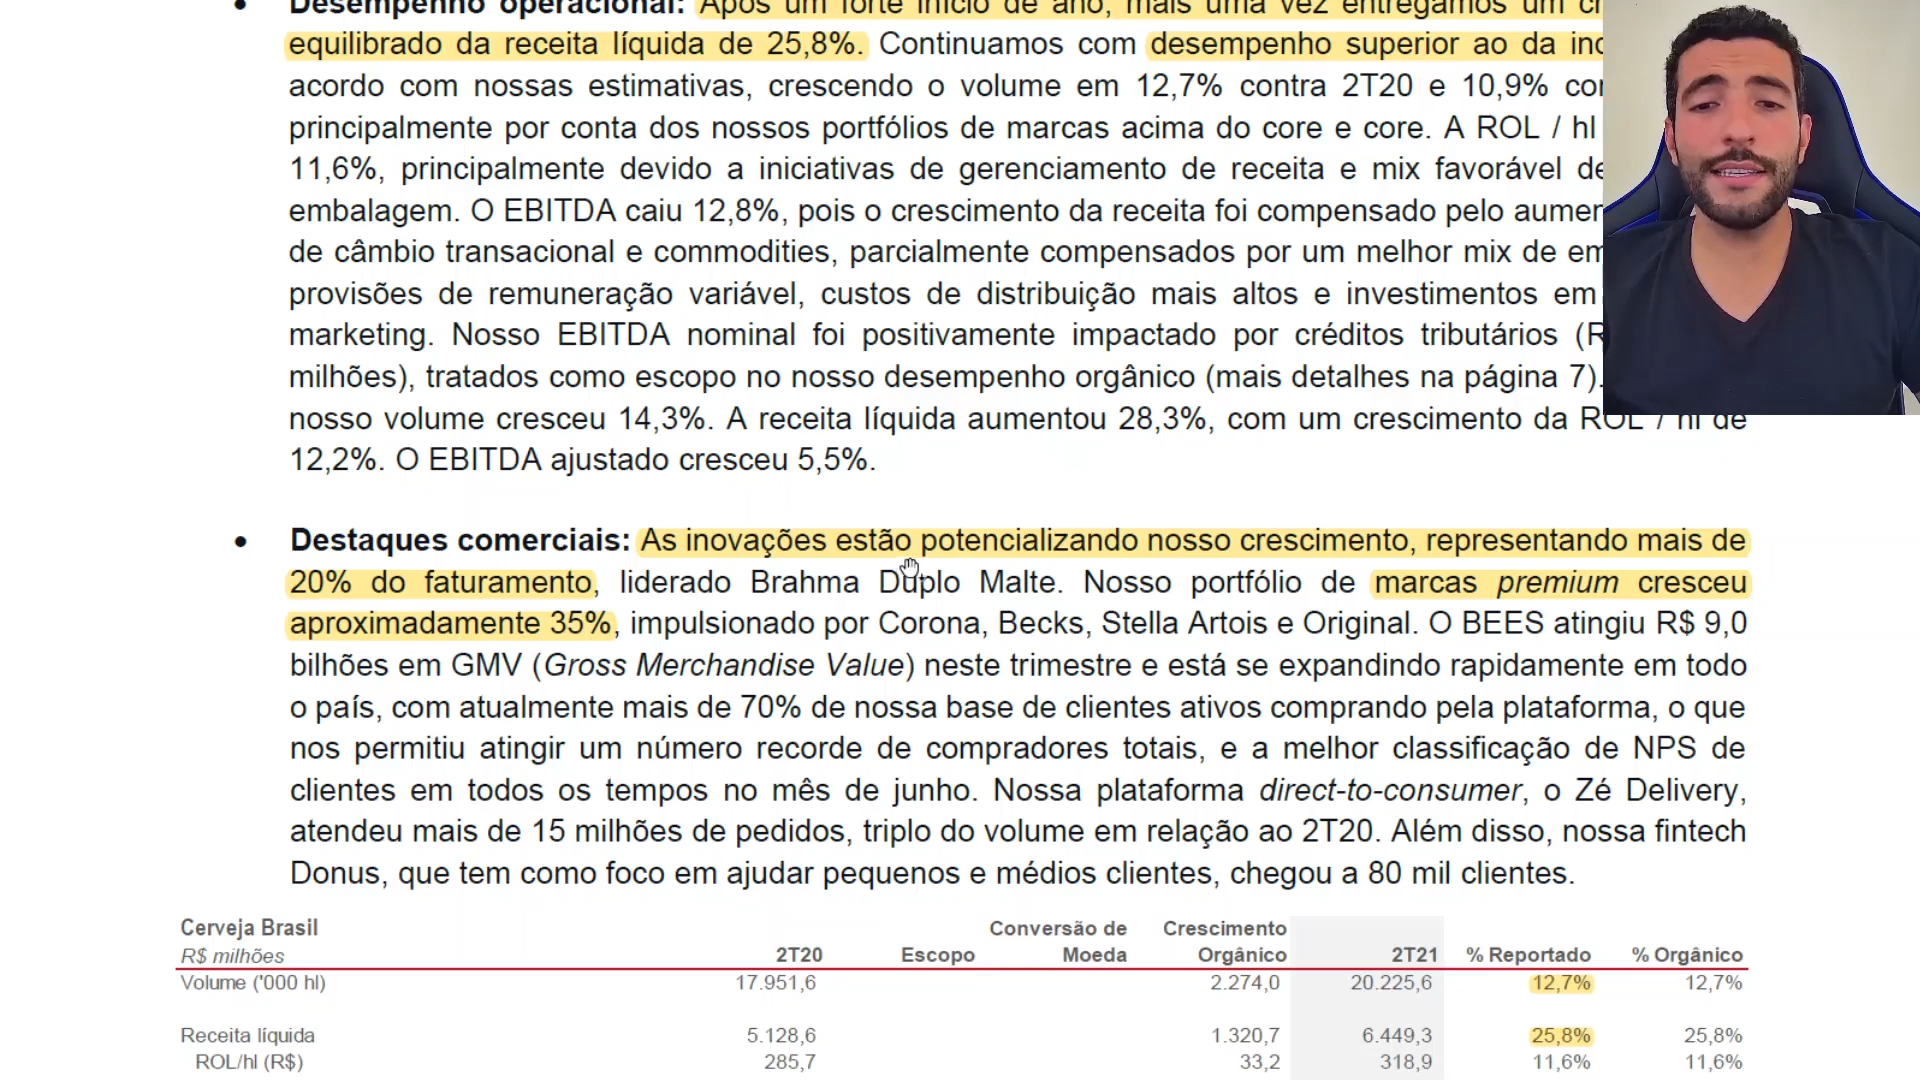 Desempenho operacional: Após um forte início de ano, mais uma vez entregamos um
equilibrado da receita líquida de 25,8%. Continuamos com desempenho superior ao da
acordo com nossas estimativas, crescendo o volume em 12,7% contra 2T20 e 10,9%
principalmente por conta dos nossos portfólios de marcas acima do core e core. A ROL / hl
11,6%, principalmente devido a iniciativas de gerenciamento de receita e mix favorável
embalagem. O EBITDA caiu 12,8%, pois o crescimento da receita foi compensado pelo
de câmbio transacional e commodities, parcialmente compensados por um melhor mix de
provisões de remuneração variável, custos de distribuição mais altos e investimentos em
marketing. Nosso EBITDA nominal foi positivamente impactado por créditos tributários
milhões), tratados como escopo no nosso desempenho orgânico (mais detalhes na página 7).
nosso volume cresceu 14,3%. A receita líquida aumentou 28,3%, com um crescimento da ROL / hl de
12,2%. O EBITDA ajustado cresceu 5,5%.
Destaques comerciais: As inovações estão potencializando nosso crescimento, representando mais de
20% do faturamento, liderado Brahma Duplo Malte. Nosso portfólio de marcas premium cresceu
aproximadamente 35%, impulsionado por Corona, Becks, Stella Artois e Original. O BEES atingiu R$ 9,0
bilhões em GMV (Gross Merchandise Value) neste trimestre e está se expandindo rapidamente em todo
o país, com atualmente mais de 70% de nossa base de clientes ativos comprando pela plataforma, o que
nos permitiu atingir um número recorde de compradores totais, e a melhor classificação de NPS de
clientes em todos os tempos no mês de junho. Nossa plataforma direct-to-consumer, o Zé Delivery,
atendeu mais de 15 milhões de pedidos, triplo do volume em relação ao 2T20. Além disso, nossa fintech
Donus, que tem como foco em ajudar pequenos e médios clientes, chegou a 80 mil clientes.
Cerveja Brasil Conversão de Crescimento
R$ milhões 2T20 Escopo Moeda Orgânico 2T21 % Reportado % Orgânico
Volume ('000 hl) 17.951,6 2.274,0 20.225,6 12,7% 12,7%
Receita líquida 5.128,6 1.320,7 6.449,3 25,8% 25,8%
ROL/hl (R$) 285,7 33,2 318,9 11,6% 11,6%